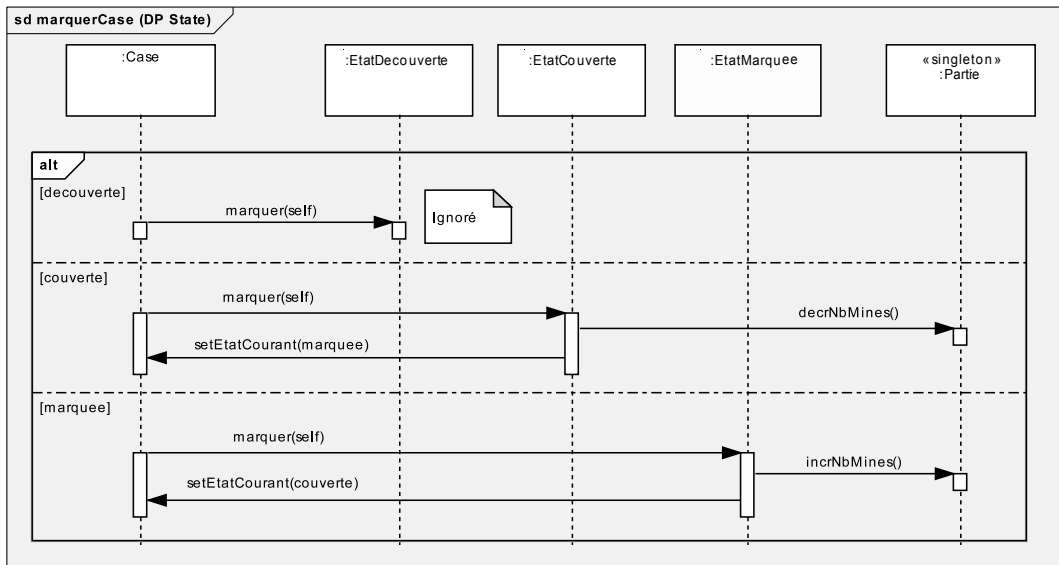 sd marquerCase (DP State)
:Case
:EtatDecouverte
:EtatCouverte
:EtatMarquee
«singleton»
:Partie
alt
[decouverte]
marquer(self)
Ignoré
[couverte]
marquer(self)
decrNbMines()
setEtatCourant(marquee)
[marquee]
marquer(self)
incrNbMines()
setEtatCourant(couverte)